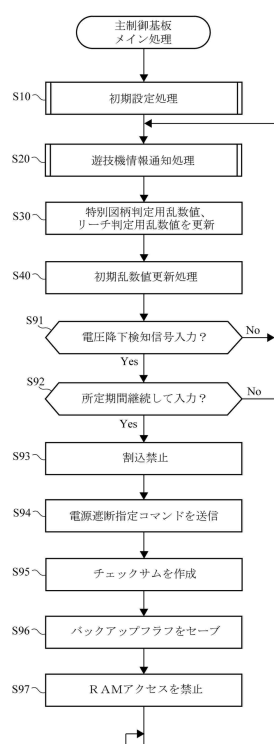 主制御基板
メイン処理
S10
初期設定処理
S20
遊技機情報通知処理
S30
特別図柄判定用乱数値、
リーチ判定用乱数値を更新
S40
初期乱数値更新処理
S91
電圧降下検知信号入力？
No
Yes
S92
所定期間継続して入力？
No
Yes
S93
割込禁止
S94
電源遮断指定コマンドを送信
S95
チェックサムを作成
S96
バックアップフラフをセーブ
S97
ＲＡＭアクセスを禁止